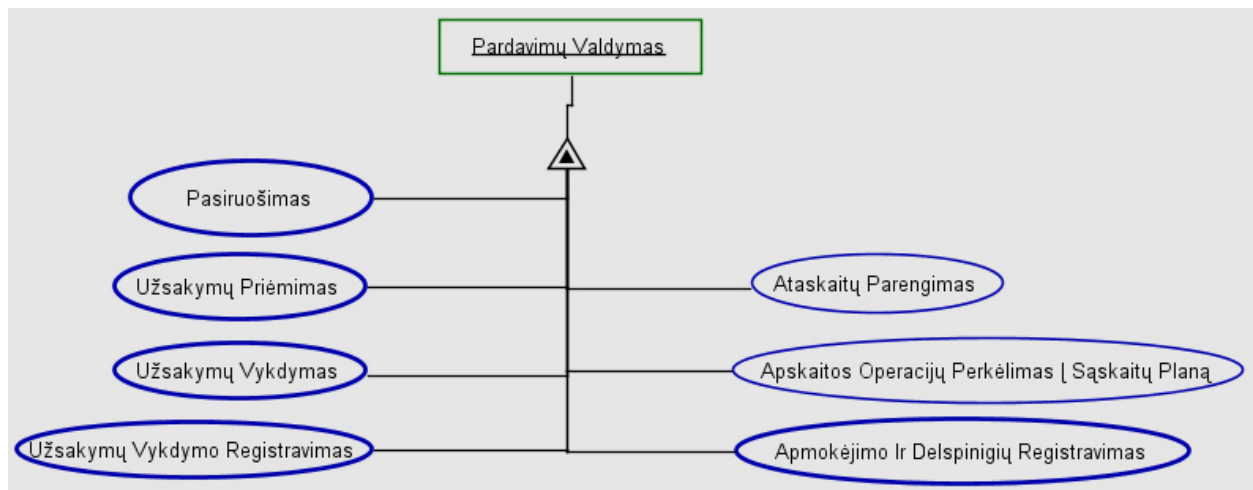 Pardavimų Valdymas
Pasiruošimas
Užsakymų Priėmimas
Ataskaitų Parengimas
Užsakymų Vykdymas
Apskaitos Operacijų Perkėlimas Į Sąskaitų Planą
Užsakymų Vykdymo Registravimas
Apmokėjimo Ir Delspinigių Registravimas